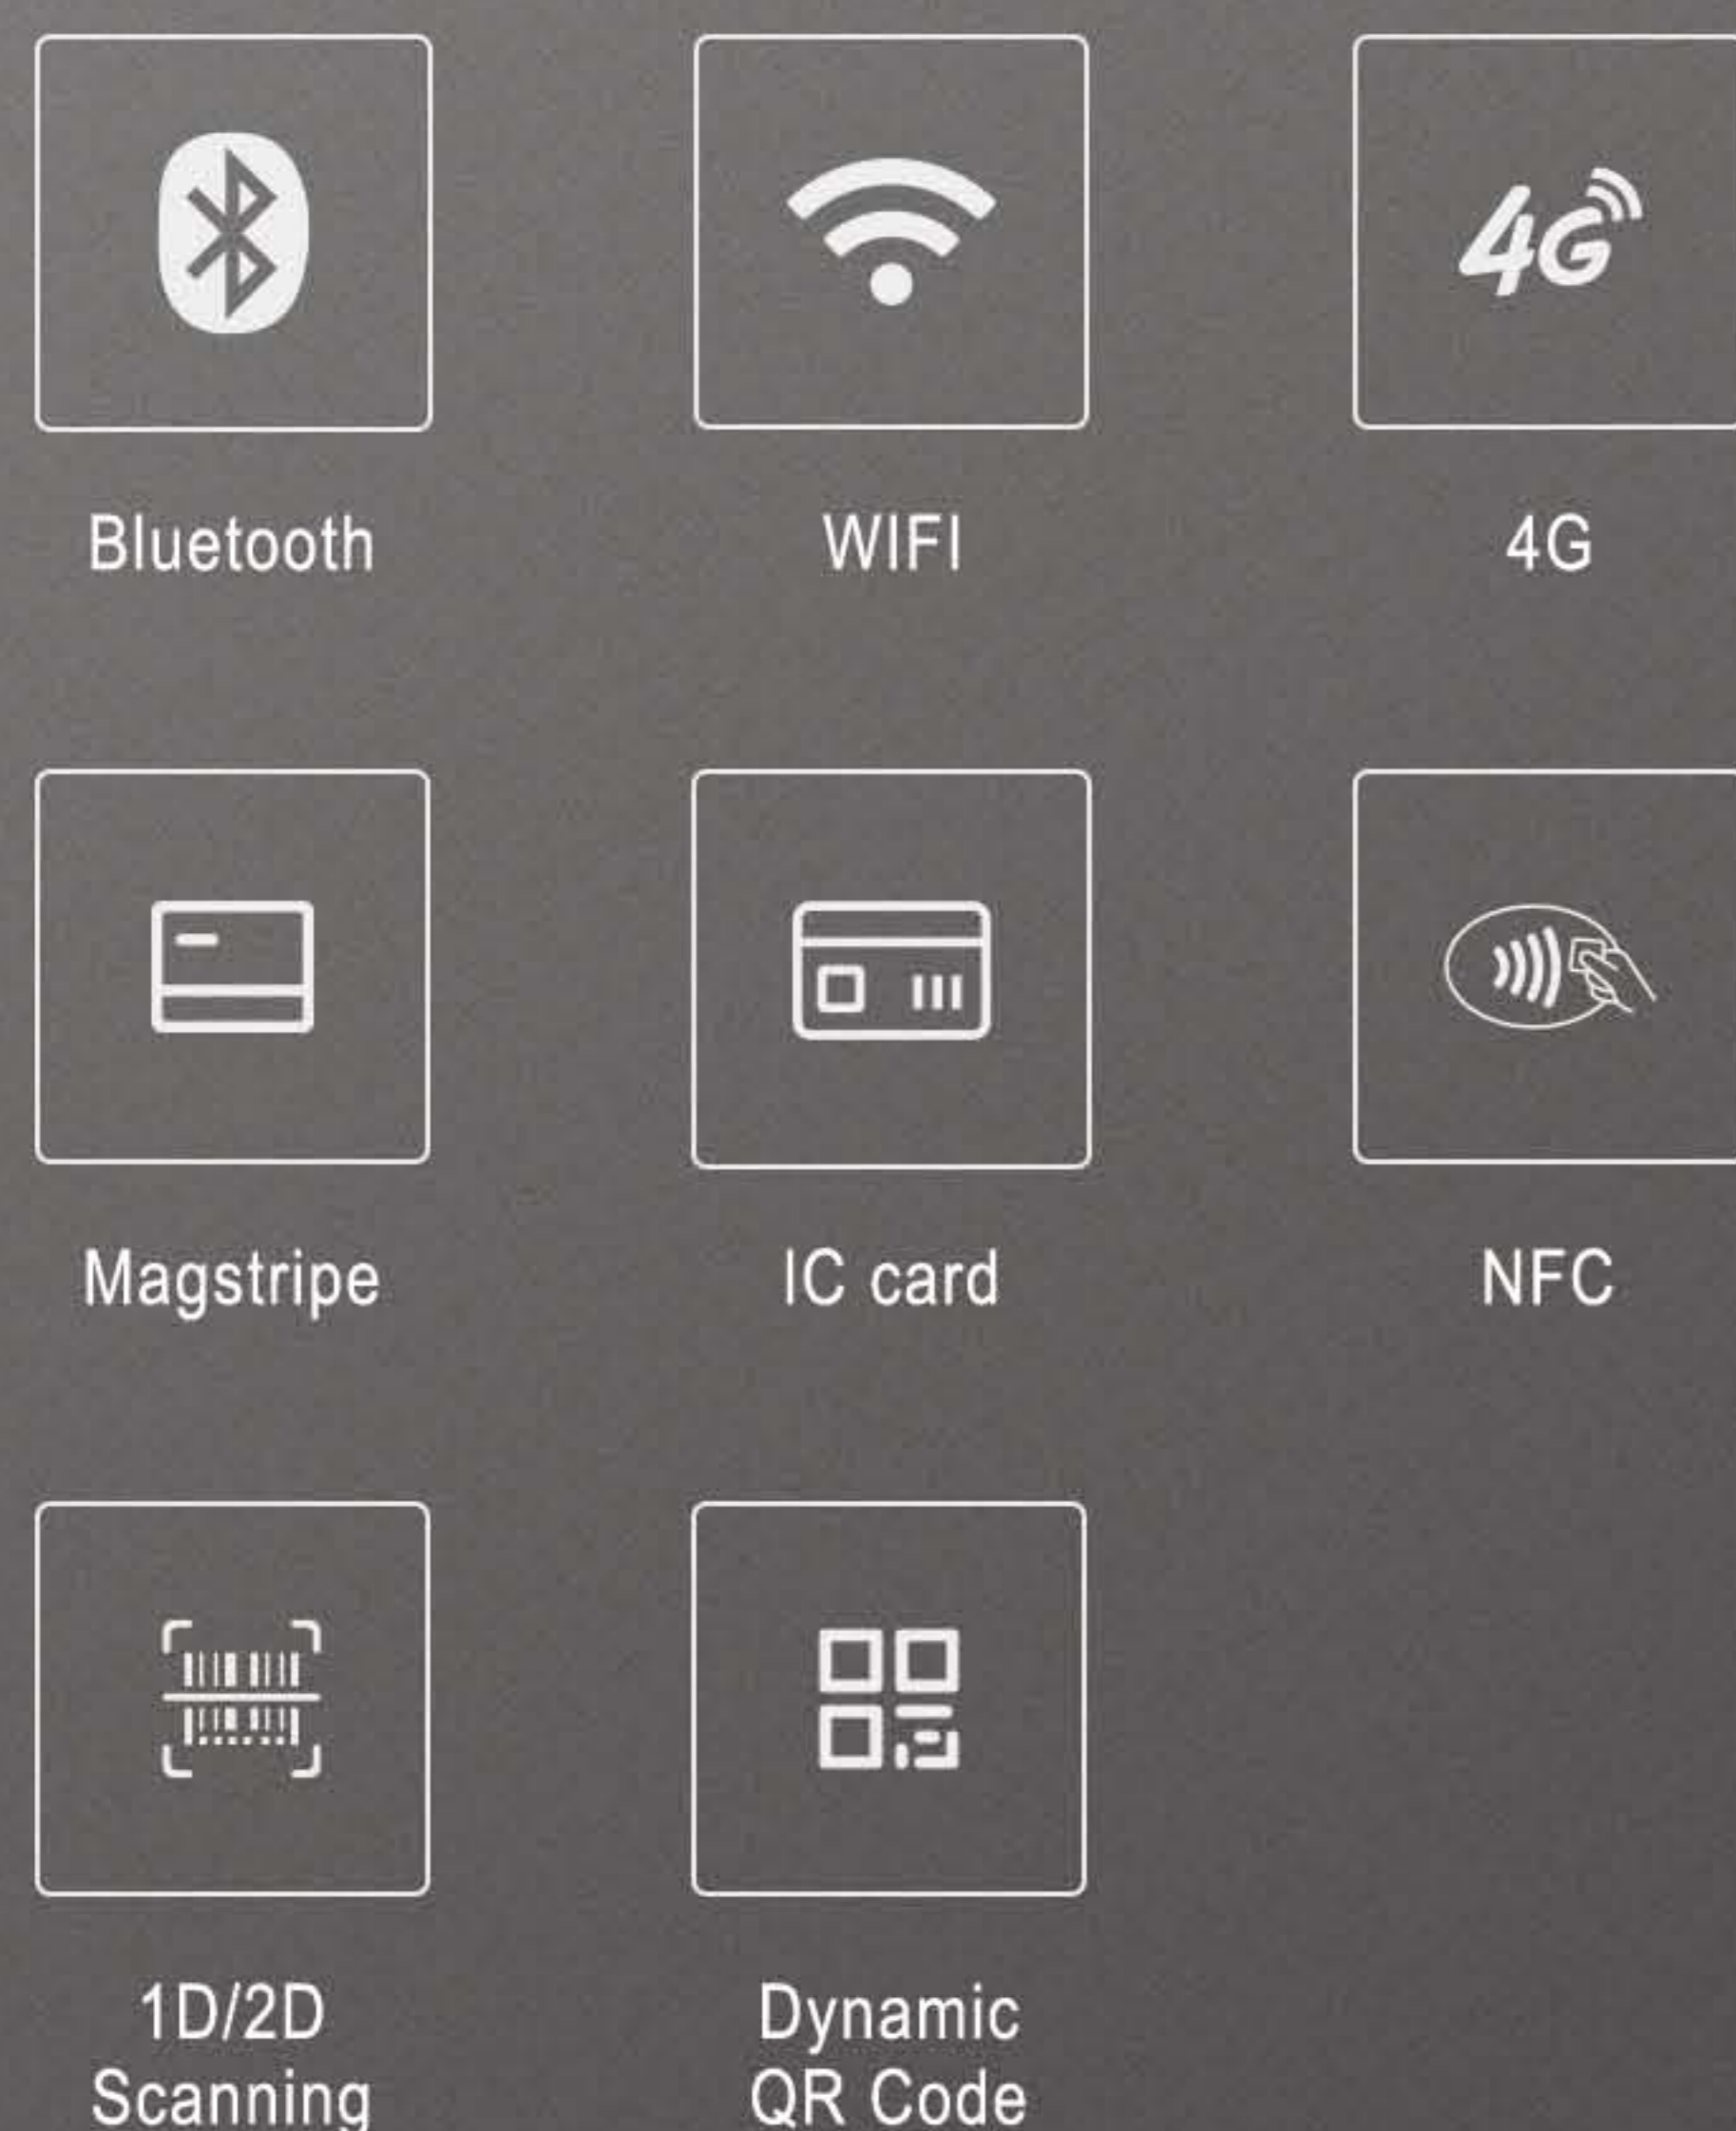 4G
Bluetooth
WIFI
4G
Magstripe
IC card
NFC
1D/2D
Scanning
Dynamic
QR Code